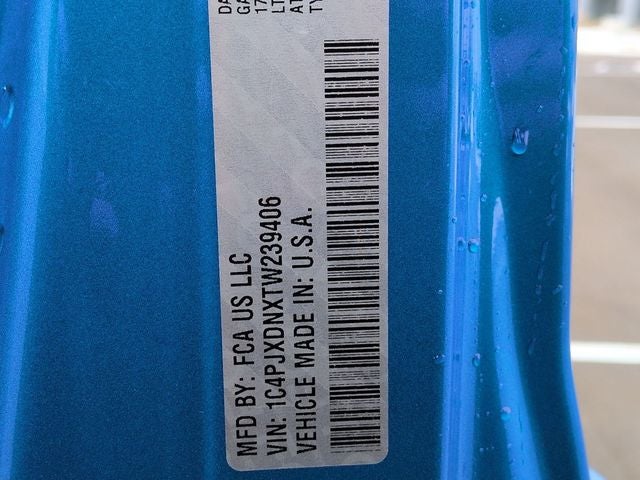 MFD BY: FCA US LLC
VIN: 1C4PJXDNXTW239406
VEHICLE MADE IN: U.S.A.